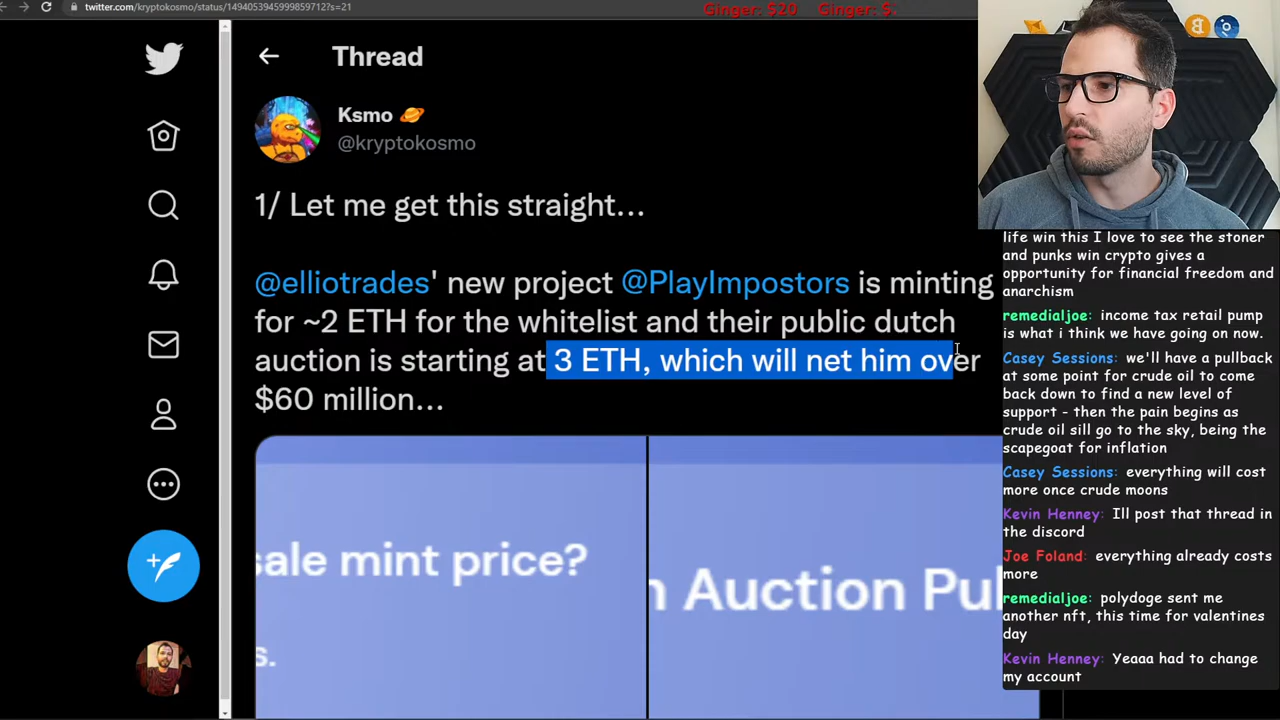 twitter.com/kryptokosmo/status/1494053945999859712?s=21
Ginger: $20 Ginger: $
Thread
Ksmo
@kryptokosmo
1/ Let me get this straight…
@elliotrades' new project @PlayImpostors is minting
for ~2 ETH for the whitelist and their public dutch
auction is starting at 3 ETH, which will net him over
$60 million…
sale mint price?
s.
Auction Pu
life win this I love to see the stoner
and punks win crypto gives a
opportunity for financial freedom and
anarchism
remedialjoe: income tax retail pump
is what i think we have going on now.
Casey Sessions: we'll have a pullback
at some point for crude oil to come
back down to find a new level of
support - then the pain begins as
crude oil sill go to the sky, being the
scapegoat for inflation
Casey Sessions: everything will cost
more once crude moons
Kevin Henney: Ill post that thread in
the discord
Joe Foland: everything already costs
more
remedialjoe: polydoge sent me
another nft, this time for valentines
day
Kevin Henney: Yeaaa had to change
my account